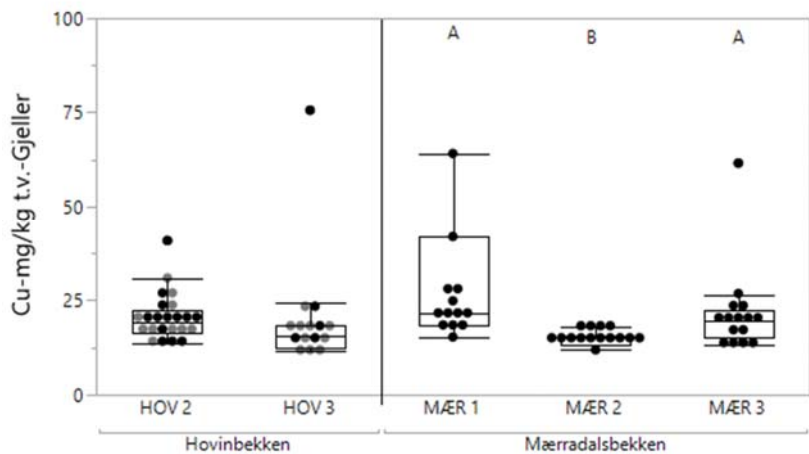 Cu-mg/kg t.v.-Gjeller
100
75
50
25
0
A
B
A
HOV 2
HOV 3
MÆR 1
MÆR 2
MÆR 3
Hovinbekken
Mærradalsbekken